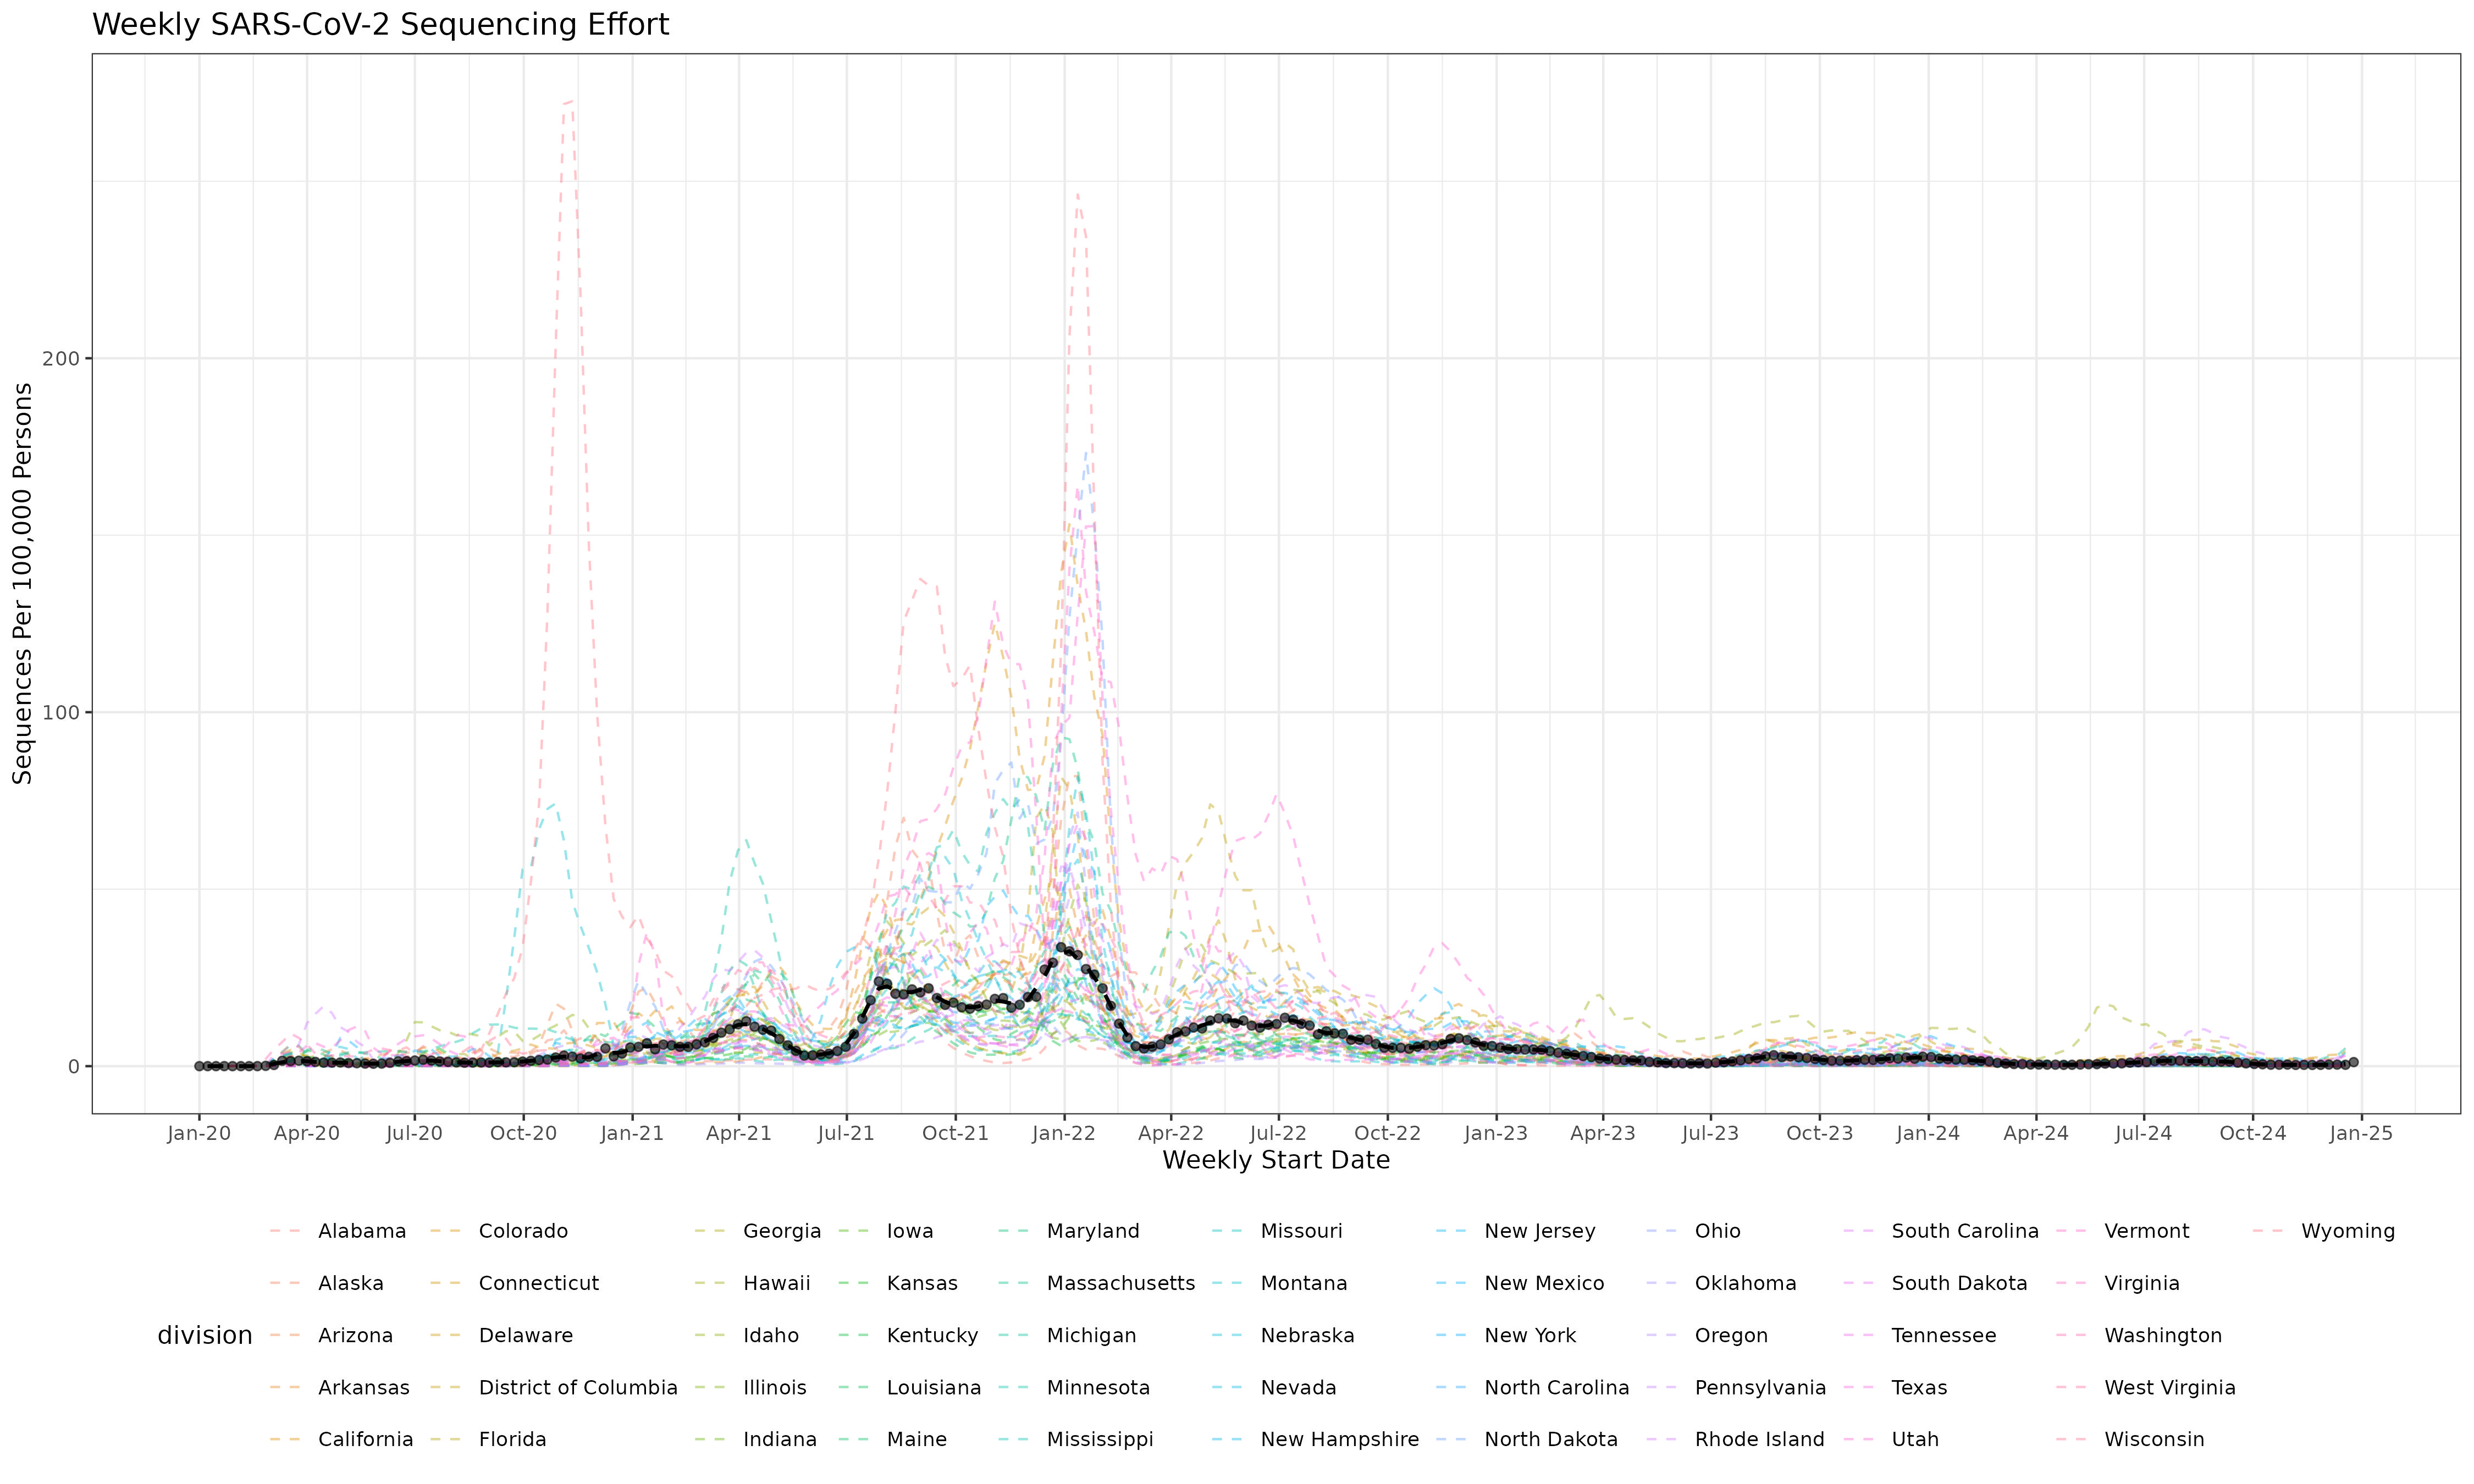 Weekly SARS-CoV-2 Sequencing Effort
Sequences Per 100,000 Persons
200
100
0
Jan-20 Apr-20 Jul-20 Oct-20 Jan-21 Apr-21 Jul-21 Oct-21 Jan-22 Apr-22 Jul-22 Oct-22 Jan-23 Apr-23 Jul-23 Oct-23 Jan-24 Apr-24 Jul-24 Oct-24 Jan-25
Weekly Start Date
Alabama Colorado Georgia Iowa Maryland Missouri New Jersey Ohio South Carolina Vermont Wyoming
Alaska Connecticut Hawaii Kansas Massachusetts Montana New Mexico Oklahoma South Dakota Virginia
division Arizona Delaware Idaho Kentucky Michigan Nebraska New York Oregon Tennessee Washington
Arkansas District of Columbia Illinois Louisiana Minnesota Nevada North Carolina Pennsylvania Texas West Virginia
California Florida Indiana Maine Mississippi New Hampshire North Dakota Rhode Island Utah Wisconsin